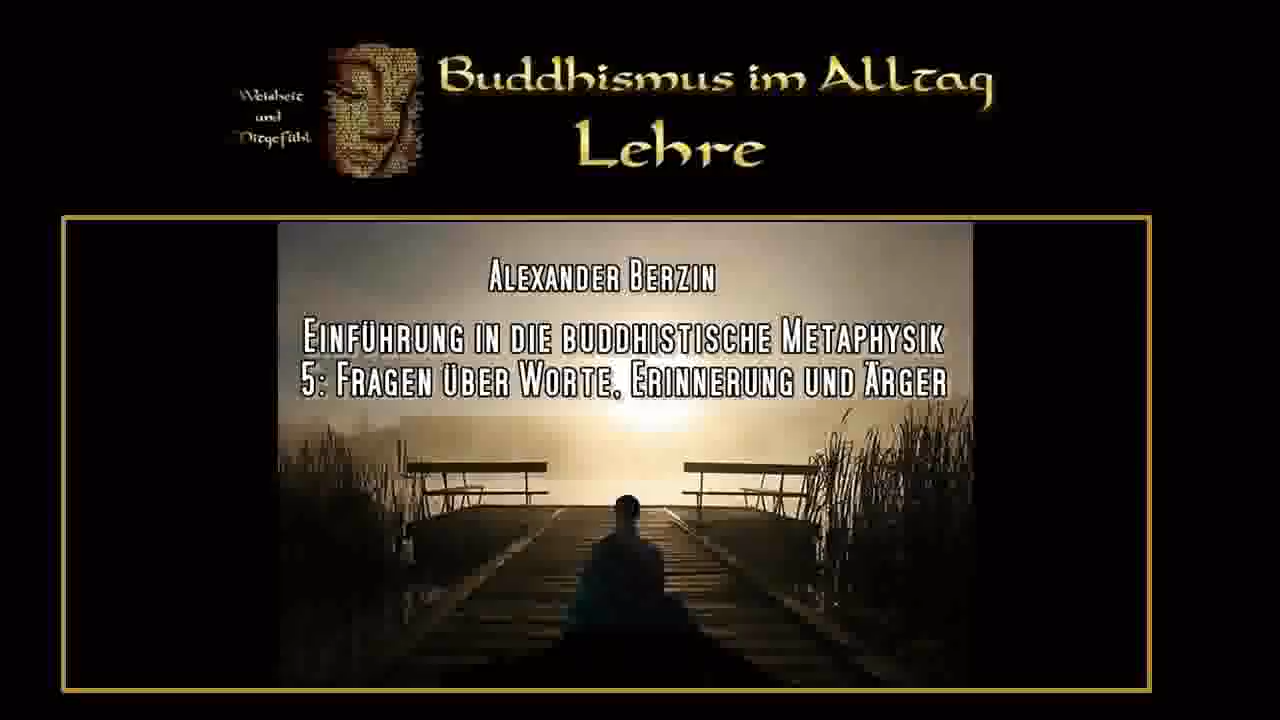 Weisheit
und
Mitgefühl
Buddhismus im Alltag
Lehre
Alexander Berzin
Einführung in die buddhistische Metaphysik
5: Fragen über Worte, Erinnerung und Ärger